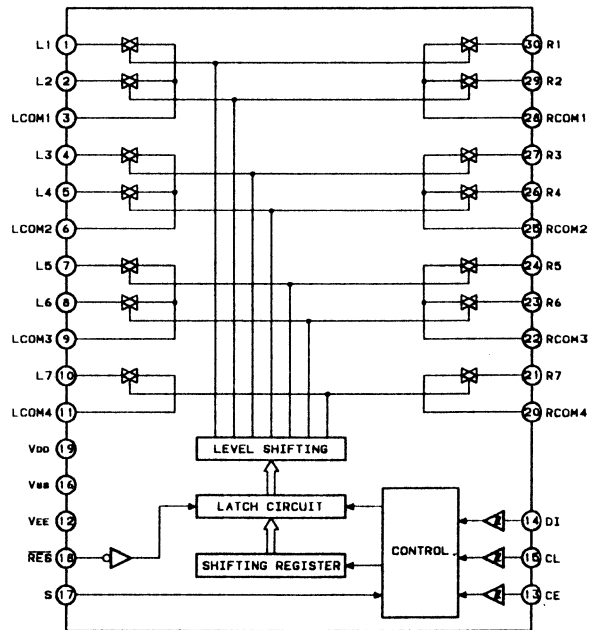 L1 1 30 R1
L2 2 29 R2
LCOM1 3 28 RCOM1
L3 4 27 R3
L4 5 26 R4
LCOM2 6 25 RCOM2
L5 7 24 R5
L6 8 23 R6
LCOM3 9 22 RCOM3
L7 10 21 R7
LCOM4 11 20 RCOM4
VDD 19 LEVEL SHIFTING
VSS 16 LATCH CIRCUIT
VEE 12 14 DI
RES 18 SHIFTING REGISTER CONTROL 15 CL
S 17 13 CE